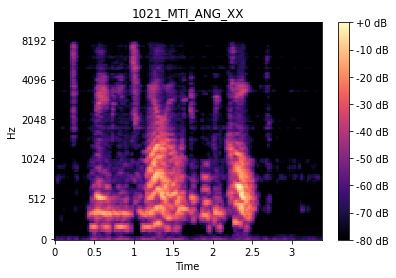 1021_MTI_ANG_XX
+0 dB
8192
-10 dB
4096
-20 dB
-30 dB
2048
Hz
-40 dB
1024
-50 dB
512
-60 dB
-70 dB
0
-80 dB
0 0.5 1 1.5 2 2.5 3
Time